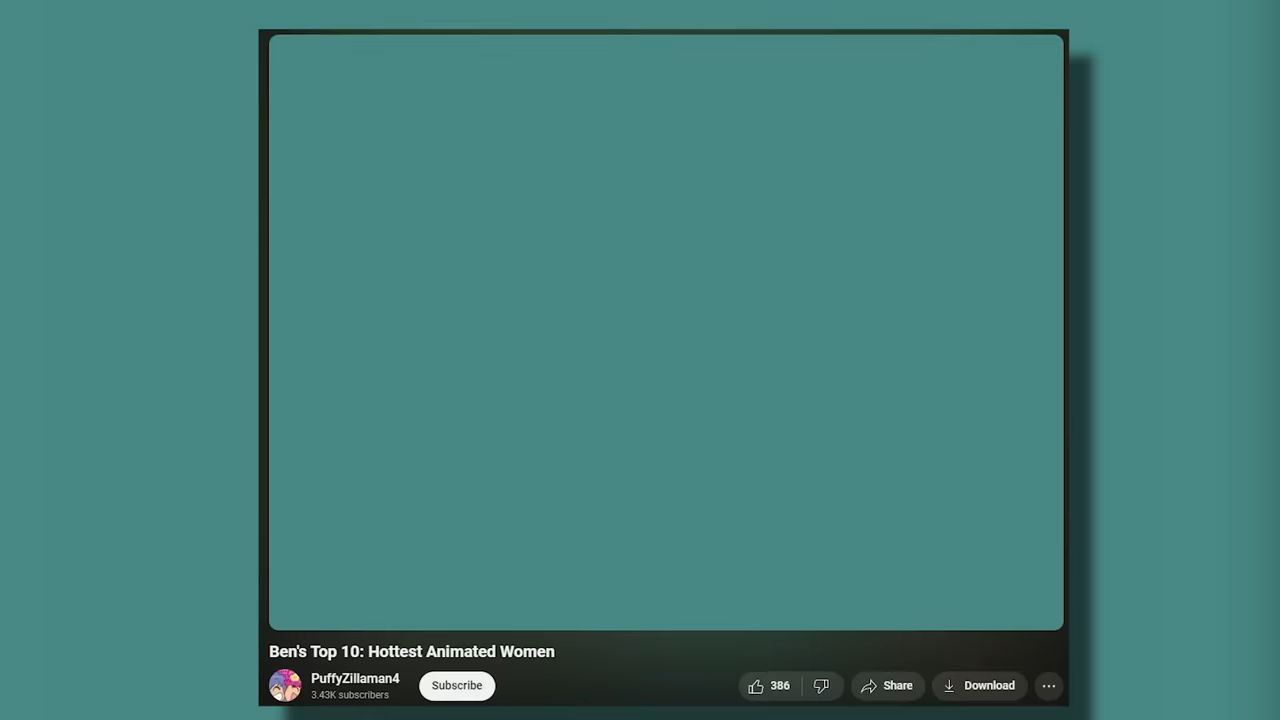 Ben's Top 10: Hottest Animated Women
PuffyZillaman4
3.43K subscribers
Subscribe
386
Share
Download